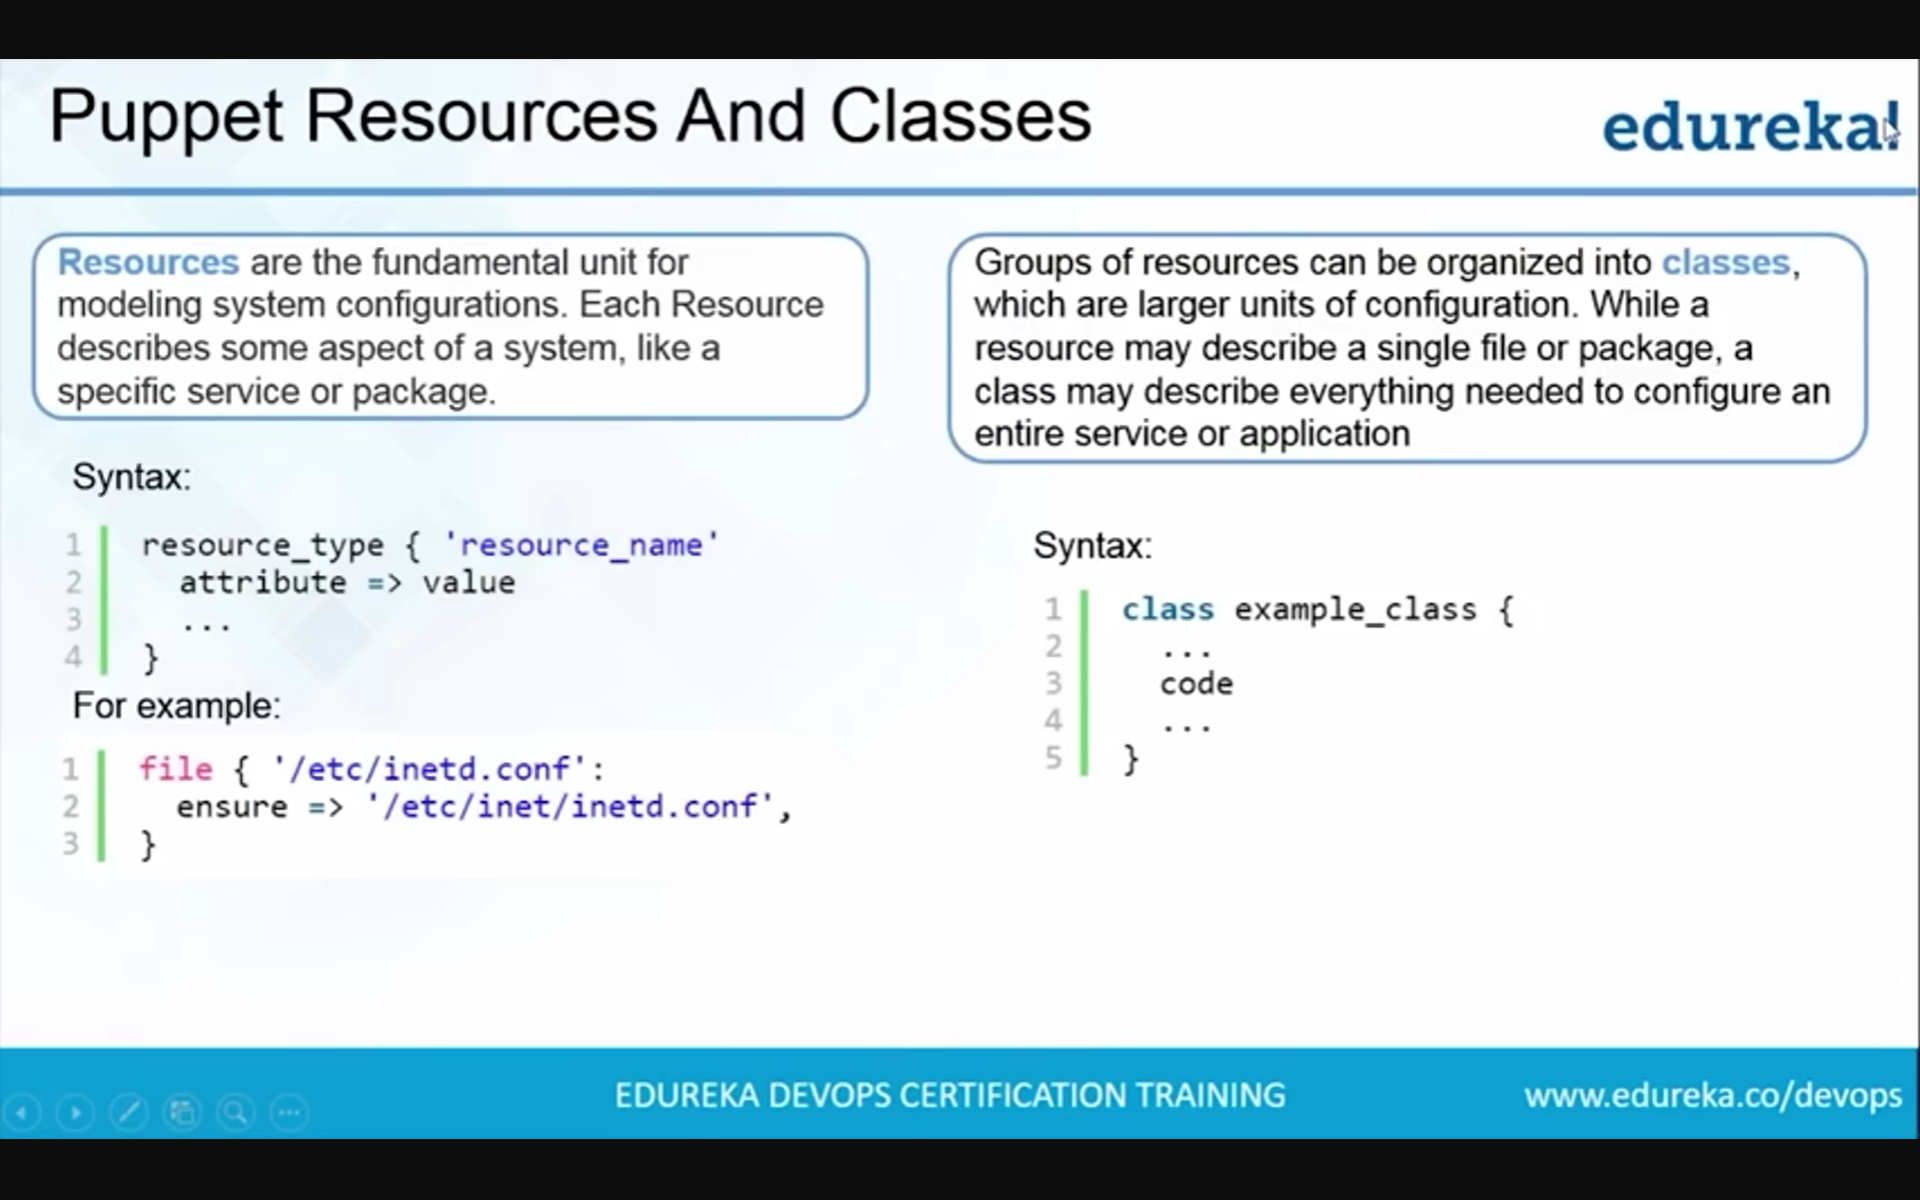 Puppet Resources And Classes
edureka!
Resources are the fundamental unit for
modeling system configurations. Each Resource
describes some aspect of a system, like a
specific service or package.
Syntax:
1 resource_type { 'resource_name'
2 attribute => value
3 ...
4 }
For example:
1 file { '/etc/inetd.conf':
2 ensure => '/etc/inet/inetd.conf',
3 }
Groups of resources can be organized into classes,
which are larger units of configuration. While a
resource may describe a single file or package, a
class may describe everything needed to configure an
entire service or application
Syntax:
1 class example_class {
2 ...
3 code
4 ...
5 }
EDUREKA DEVOPS CERTIFICATION TRAINING
www.edureka.co/devops